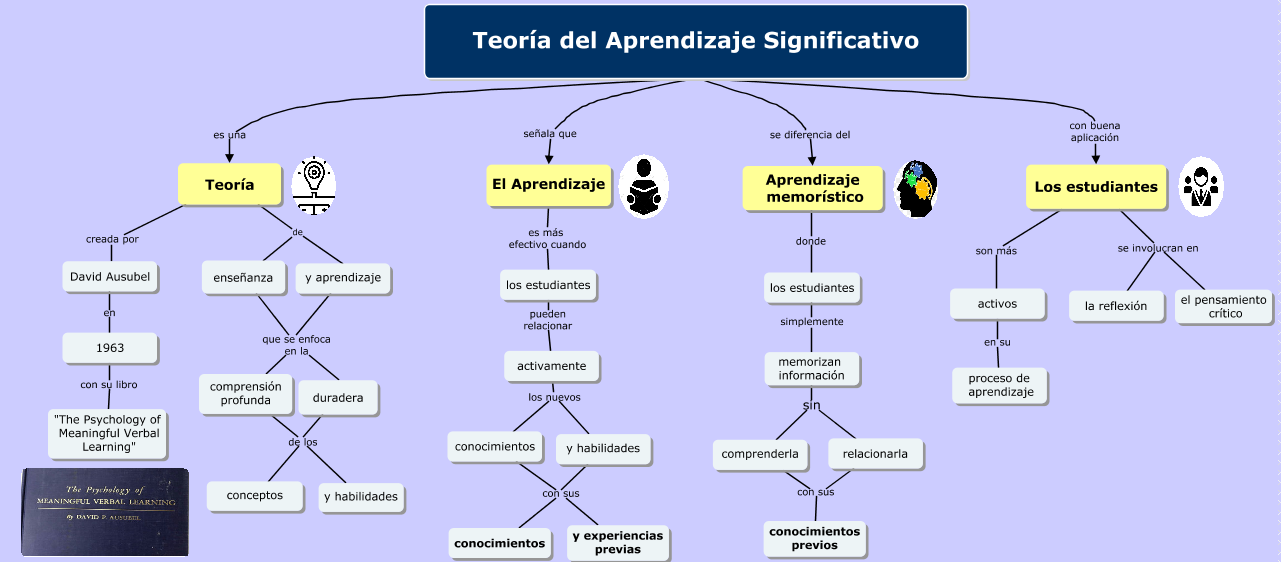 Teoría del Aprendizaje Significativo
es una
Teoría
creada por
David Ausubel
en
1963
con su libro
"The Psychology of
Meaningful Verbal
Learning"
The Psychology of
MEANINGFUL VERBAL LEARNING
By DAVID P. AUSUBEL
de
enseñanza
y aprendizaje
que se enfoca
en la
comprensión
profunda
duradera
de los
conceptos
y habilidades
señala que
El Aprendizaje
es más
efectivo cuando
los estudiantes
pueden
relacionar
activamente
los nuevos
conocimientos
y habilidades
con sus
conocimientos
y experiencias
previas
se diferencia del
Aprendizaje
memorístico
donde
los estudiantes
simplemente
memorizan
información
sin
comprenderla
relacionarla
con sus
conocimientos
previos
con buena
aplicación
Los estudiantes
son más
activos
en su
proceso de
aprendizaje
se involucran en
la reflexión
el pensamiento
crítico